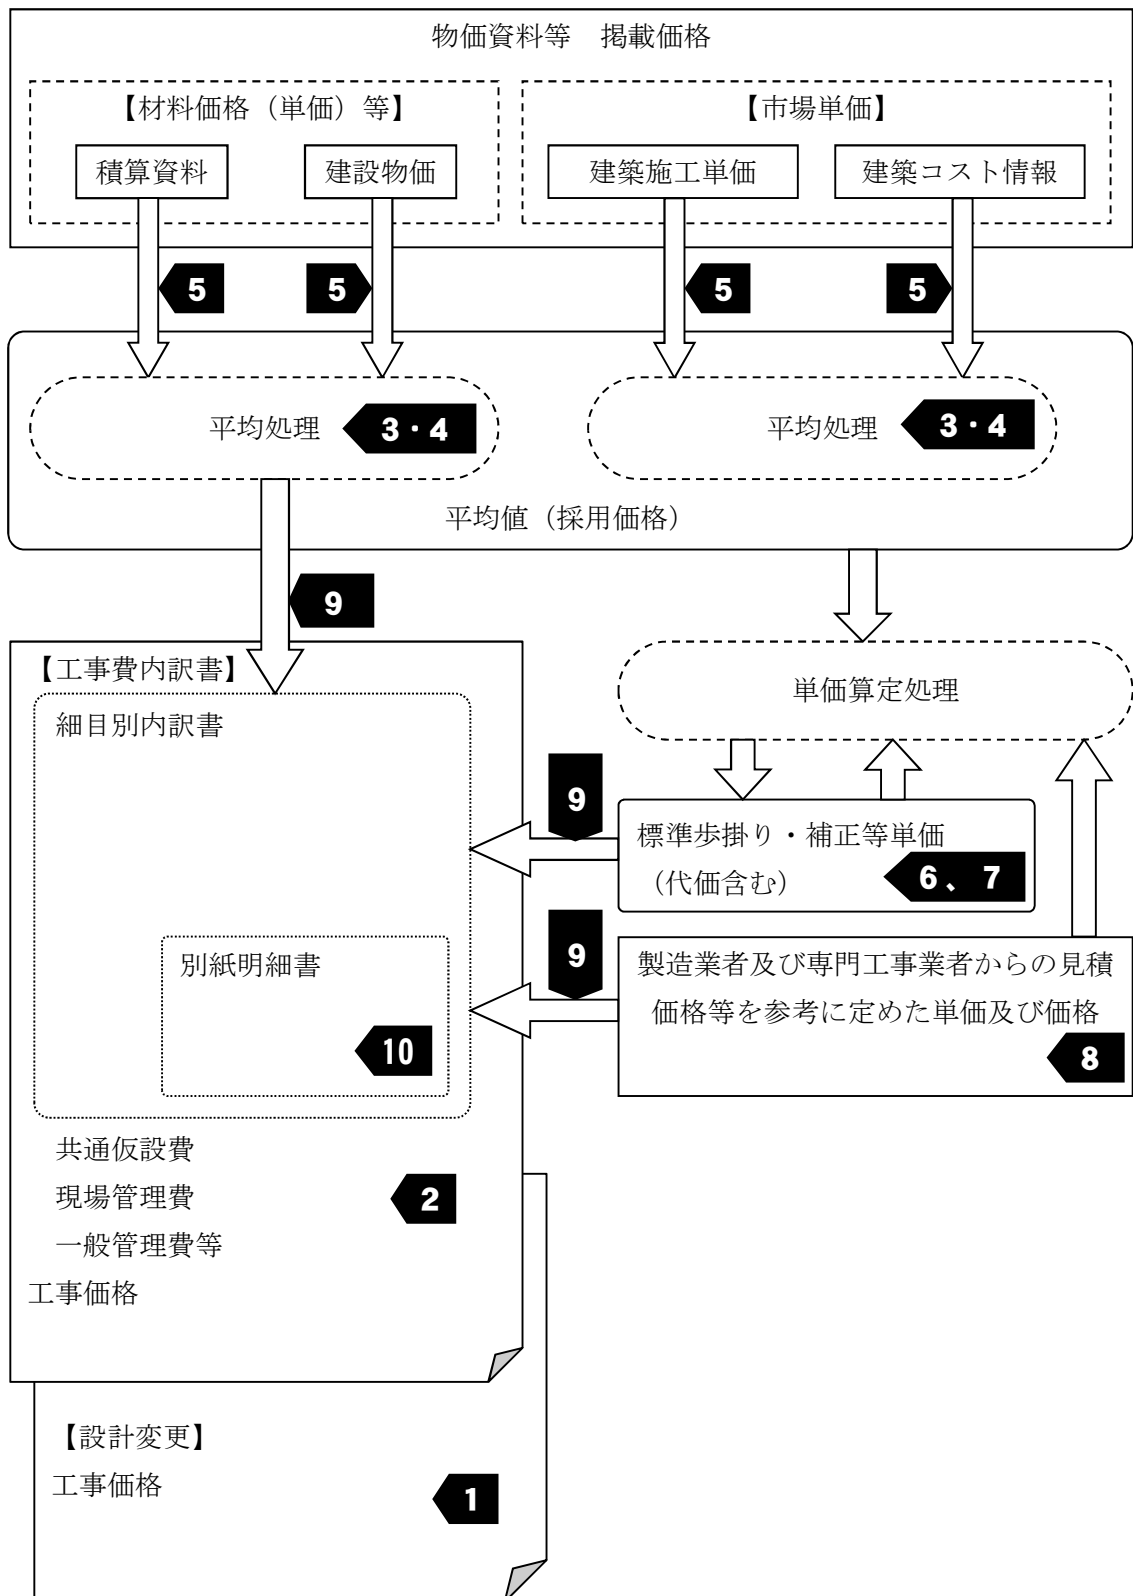 物価資料等　掲載価格
【材料価格（単価）等】
【市場単価】
積算資料
建設物価
建築施工単価
建築コスト情報
5
5
5
5
平均処理
3・4
平均処理
3・4
平均値（採用価格）
9
【工事費内訳書】
細目別内訳書
単価算定処理
9
標準歩掛り・補正等単価
（代価含む）
6、7
9
別紙明細書
10
製造業者及び専門工事業者からの見積
価格等を参考に定めた単価及び価格
8
共通仮設費
現場管理費
2
一般管理費等
工事価格
【設計変更】
工事価格
1